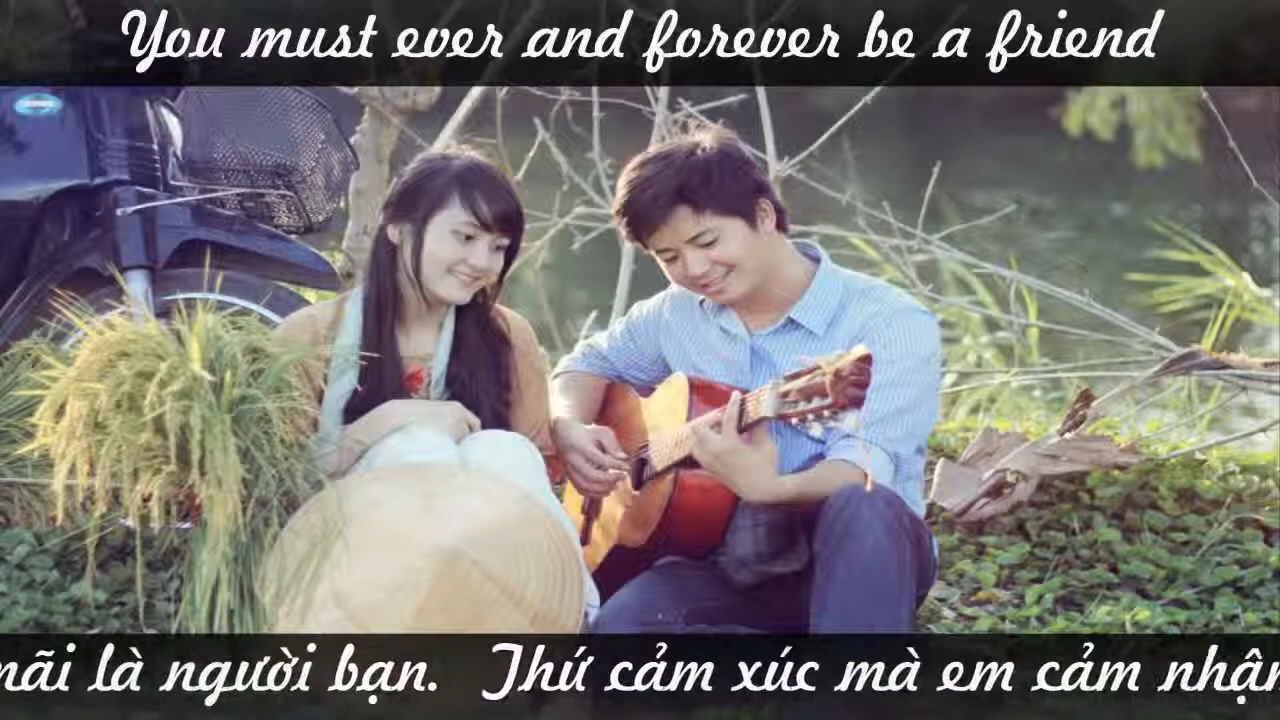 You must ever and forever be a friend
mãi là người bạn. Thứ cảm xúc mà em cảm nhận